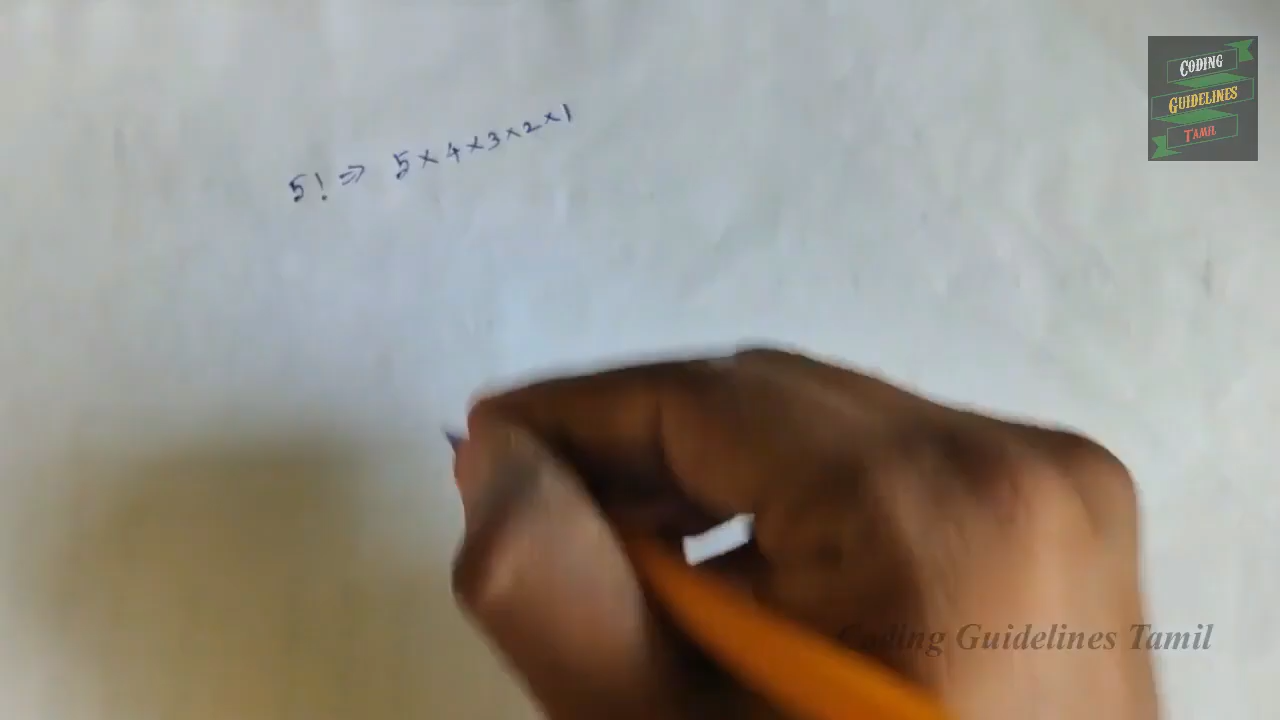 5! => 5 × 4 × 3 × 2 × 1
CODING
GUIDELINES
TAMIL
Coding Guidelines Tamil